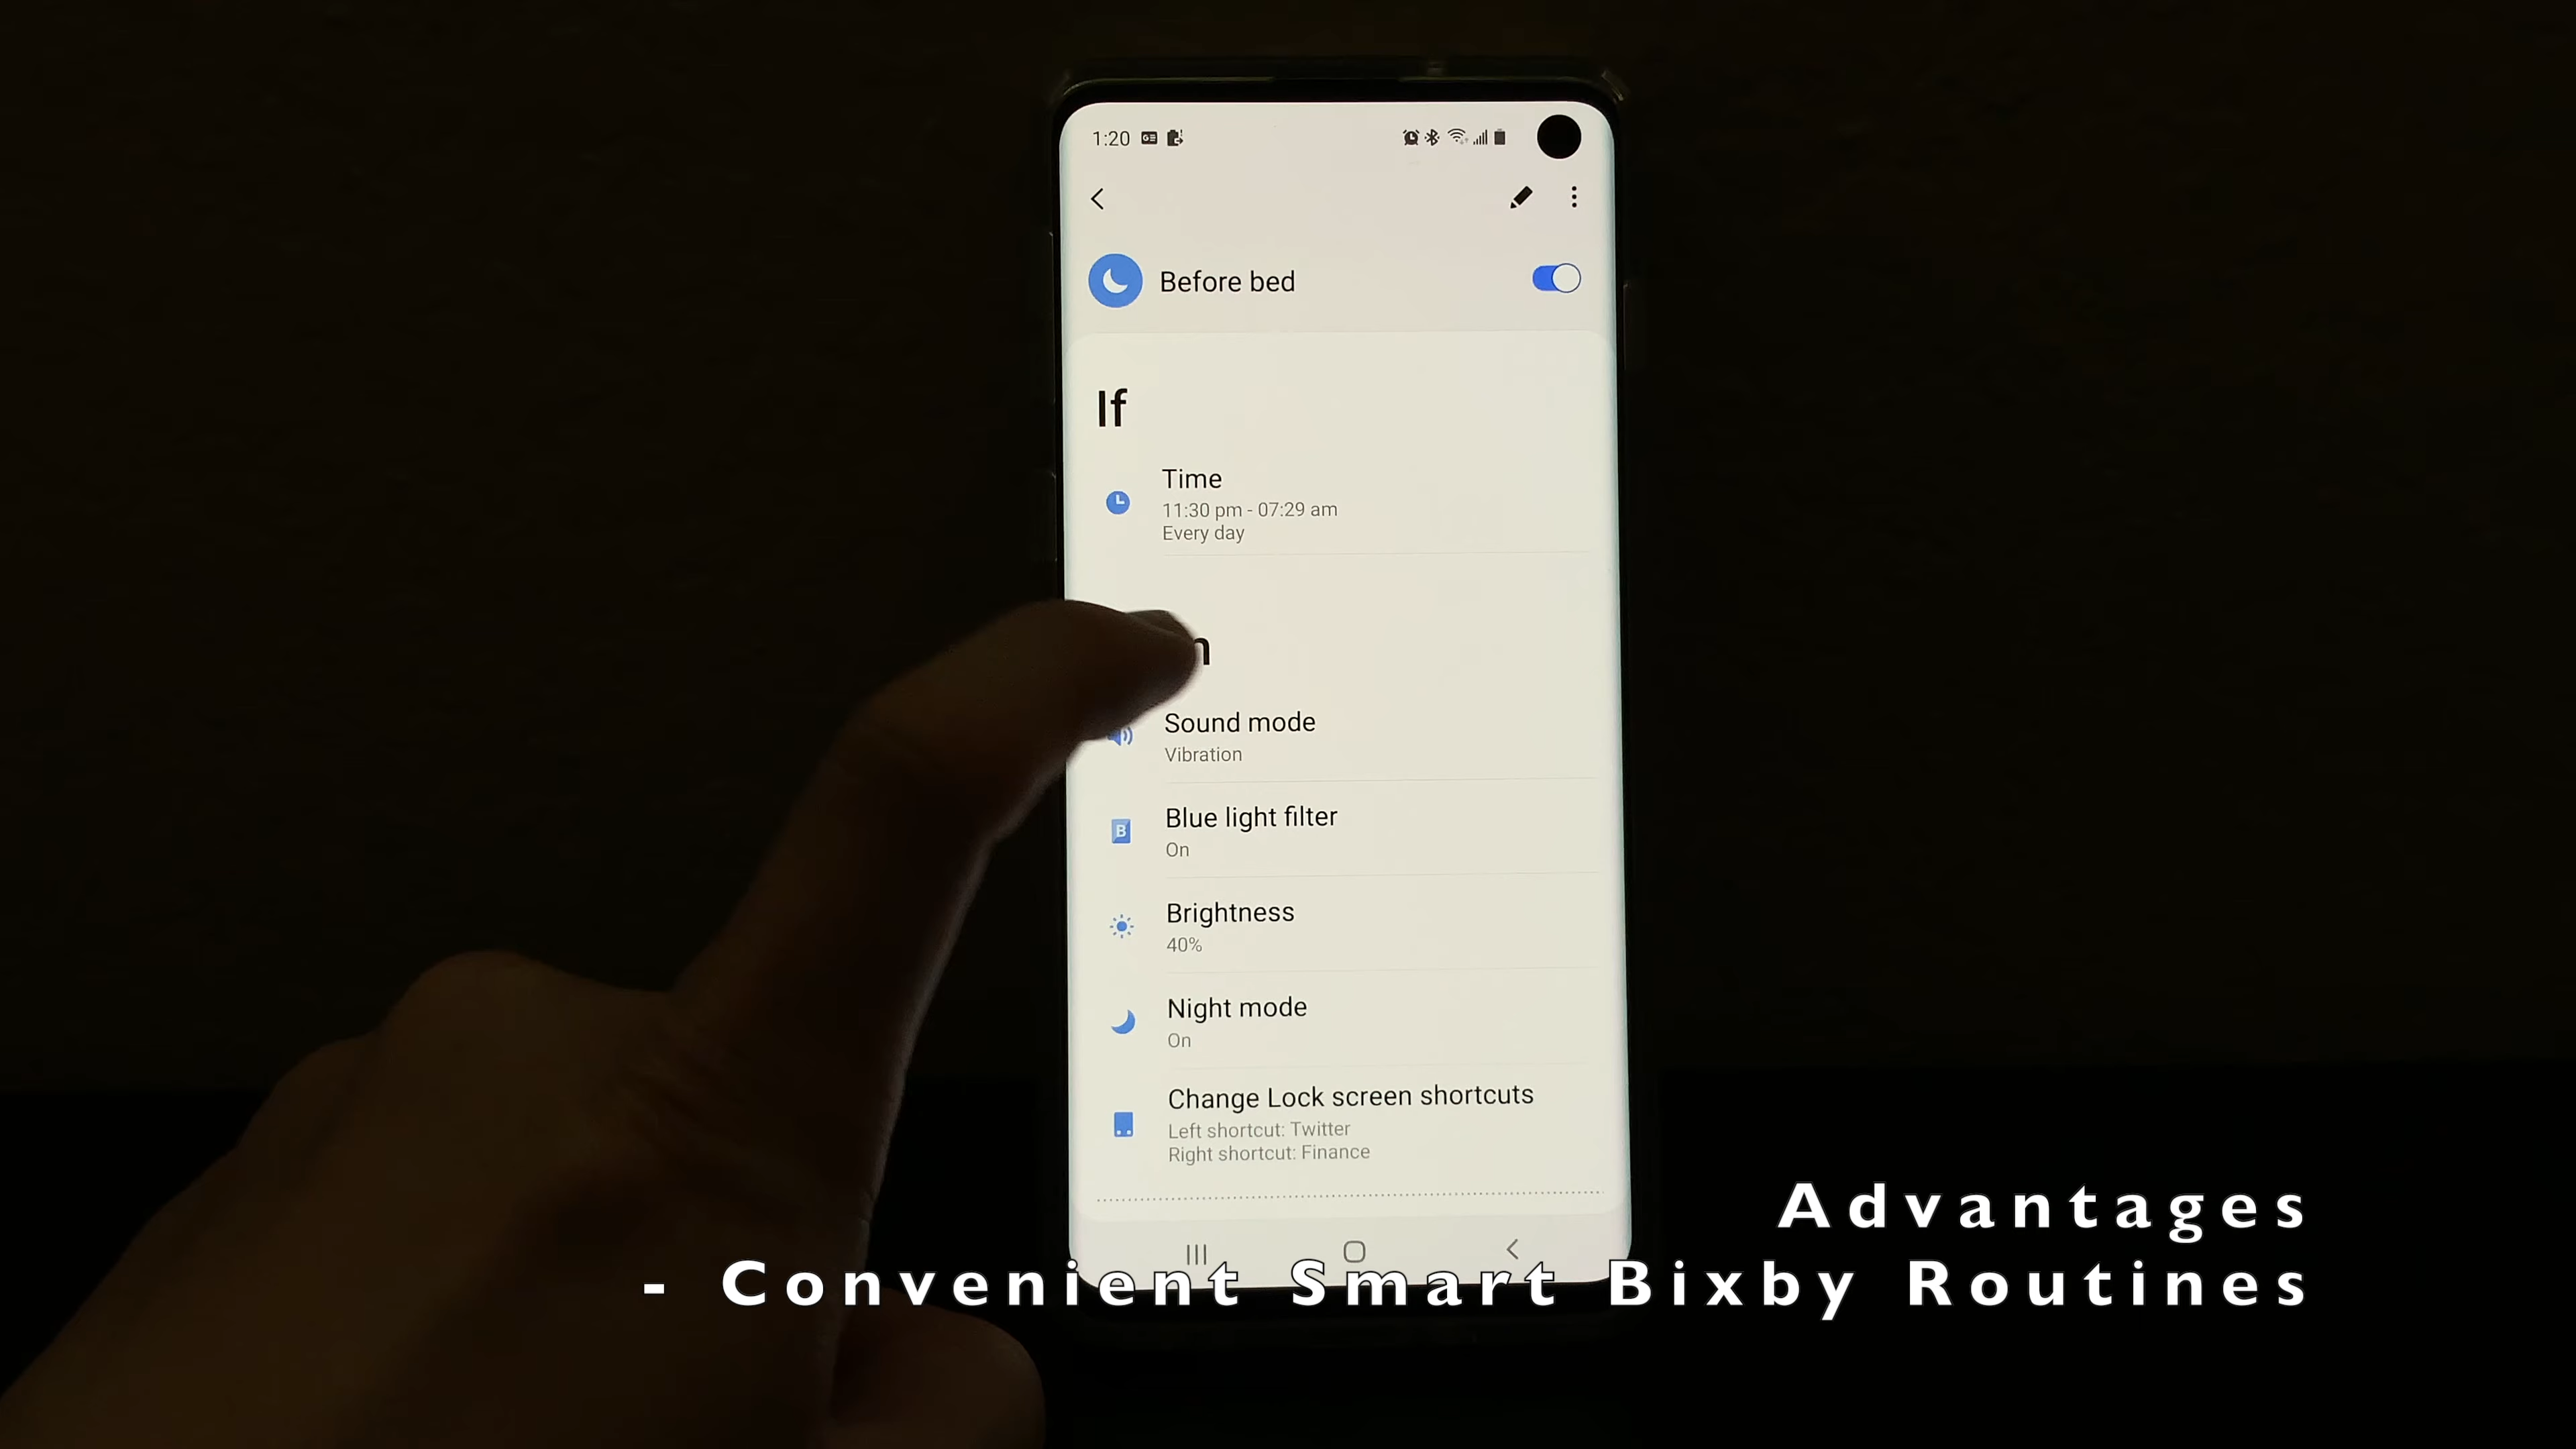 1:20
Before bed
If
Time
11:30 pm - 07:29 am
Every day
Sound mode
Vibration
Blue light filter
On
Brightness
40%
Night mode
On
Change Lock screen shortcuts
Left shortcut: Twitter
Right shortcut: Finance
Advantages
- Convenient Smart Bixby Routines